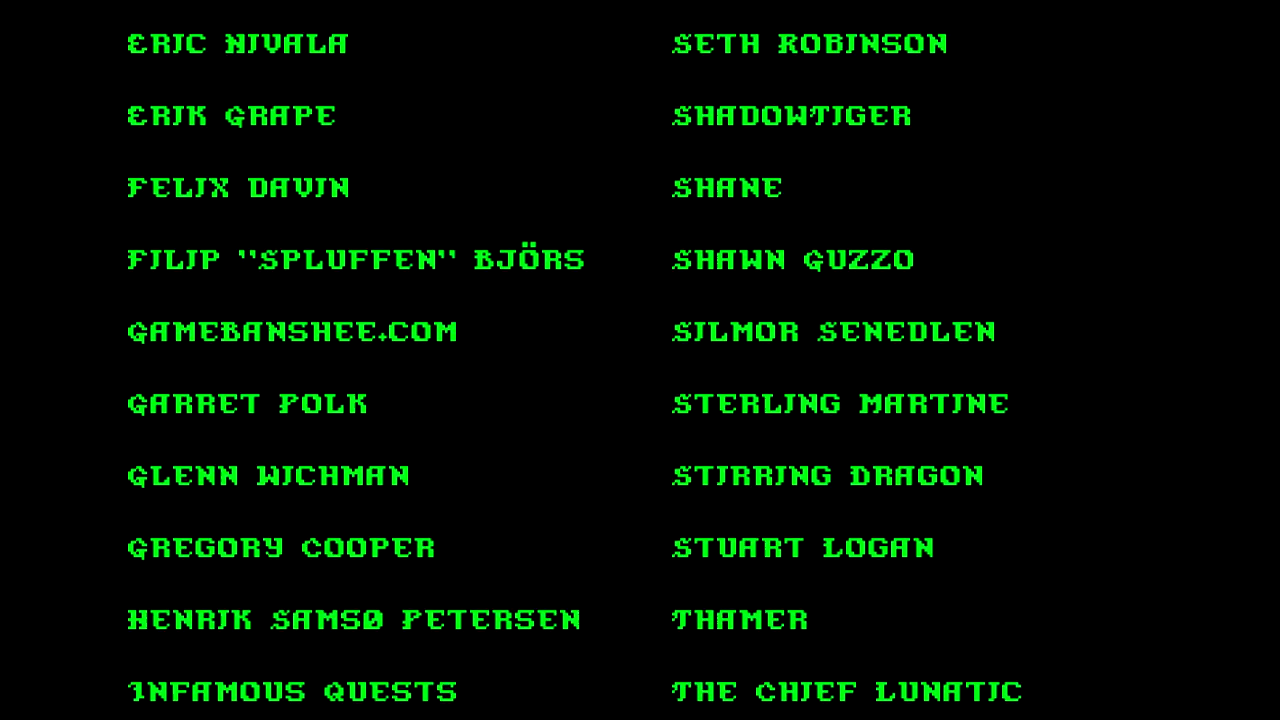 ERIC NIVALA
ERIK GRAPE
FELIX DAVIN
FILIP "SPLUFFEN" BJÖRS
GAMEBANSHEE.COM
GARRET POLK
GLENN WICHMAN
GREGORY COOPER
HENRIK SAMSØ PETERSEN
INFAMOUS QUESTS
SETH ROBINSON
SHADOWTIGER
SHANE
SHAWN GUZZO
SILMOR SENEDLEN
STERLING MARTINE
STIRRING DRAGON
STUART LOGAN
THAMER
THE CHIEF LUNATIC